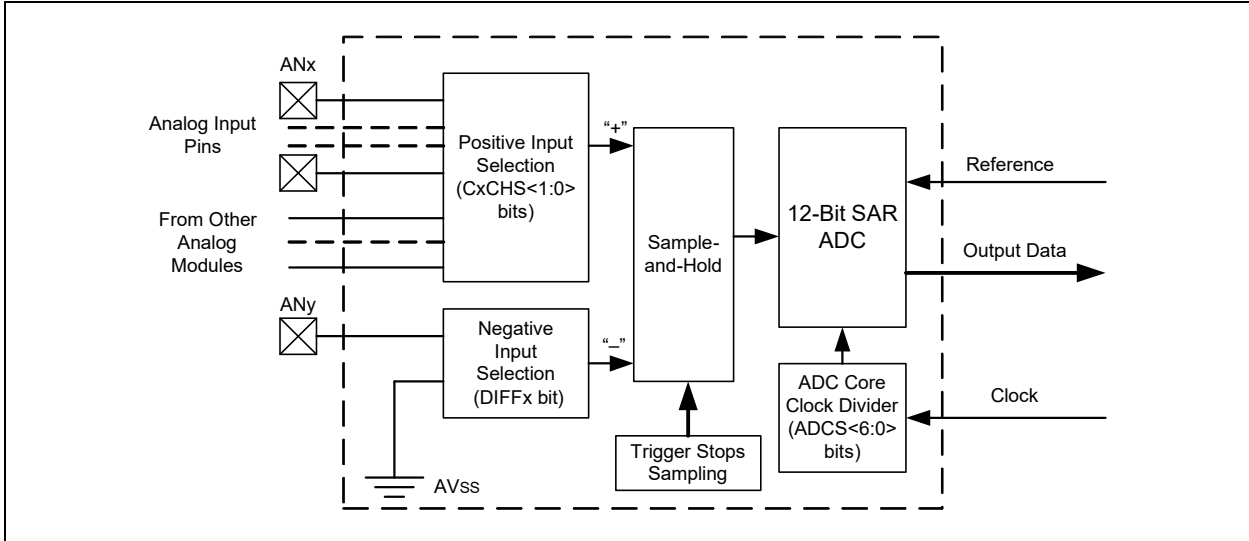 ANx
Analog Input
Pins
From Other
Analog
Modules
ANy
Positive Input
Selection
(CxCHS<1:0>
bits)
“+”
Negative
Input
Selection
(DIFFx bit)
“–”
AVSS
Sample-
and-Hold
Trigger Stops
Sampling
12-Bit SAR
ADC
ADC Core
Clock Divider
(ADCS<6:0>
bits)
Reference
Output Data
Clock